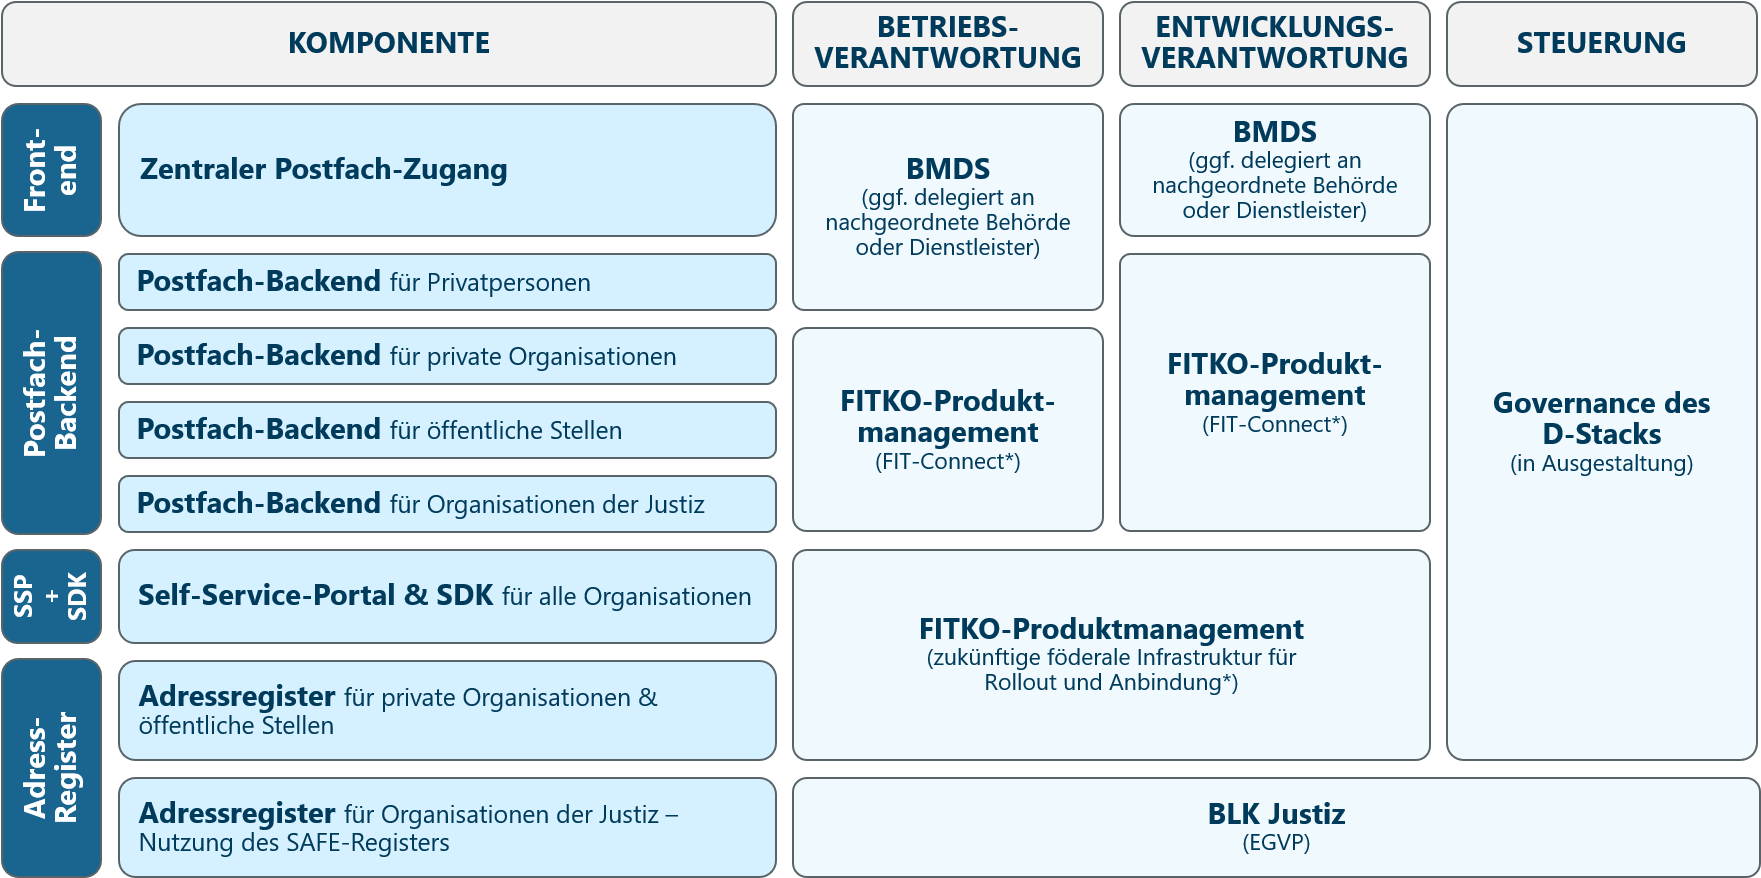 KOMPONENTE
BETRIEBS-
VERANTWORTUNG
ENTWICKLUNGS-
VERANTWORTUNG
STEUERUNG
Front-
end
Zentraler Postfach-Zugang
BMDS
(ggf. delegiert an
nachgeordnete Behörde
oder Dienstleister)
BMDS
(ggf. delegiert an
nachgeordnete Behörde
oder Dienstleister)
Postfach-
Backend
Postfach-Backend für Privatpersonen
Postfach-Backend für private Organisationen
Postfach-Backend für öffentliche Stellen
Postfach-Backend für Organisationen der Justiz
FITKO-Produkt-
management
(FIT-Connect*)
FITKO-Produkt-
management
(FIT-Connect*)
Governance des
D-Stacks
(in Ausgestaltung)
SSP
+
SDK
Self-Service-Portal & SDK für alle Organisationen
FITKO-Produktmanagement
(zukünftige föderale Infrastruktur für
Rollout und Anbindung*)
Adress-
Register
Adressregister für private Organisationen &
öffentliche Stellen
Adressregister für Organisationen der Justiz –
Nutzung des SAFE-Registers
BLK Justiz
(EGVP)